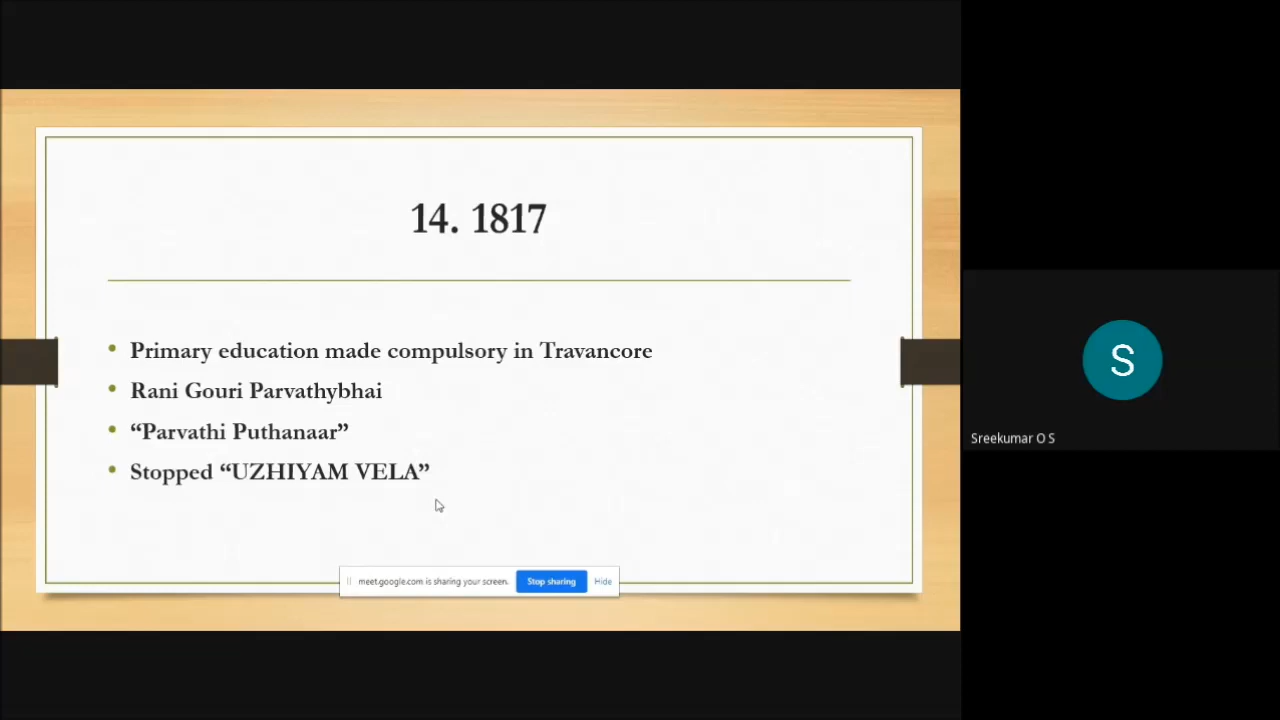 14. 1817
• Primary education made compulsory in Travancore
• Rani Gouri Parvathybhai
• “Parvathi Puthanaar”
• Stopped “UZHIYAM VELA”
meet.google.com is sharing your screen. Stop sharing Hide
S
Sreekumar O S